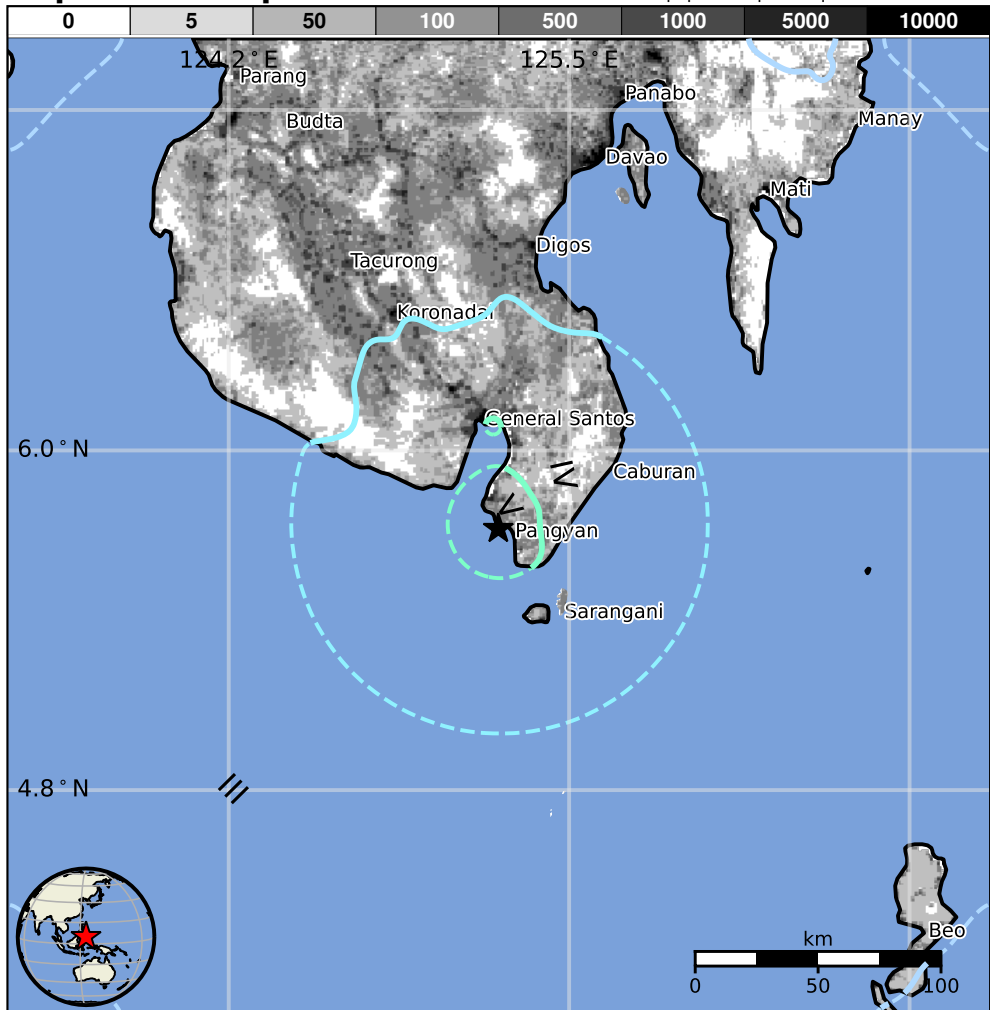 0 5 50 100 500 1000 5000 10000
124.2°E 125.5°E
Parang
Panabo
Budta
Manay
Davao
Mati
Digos
Tacurong
Koronadal
General Santos
6.0°N
Caburan
Pangyan
Sarangani
4.8°N
Beo
km
0 50 100